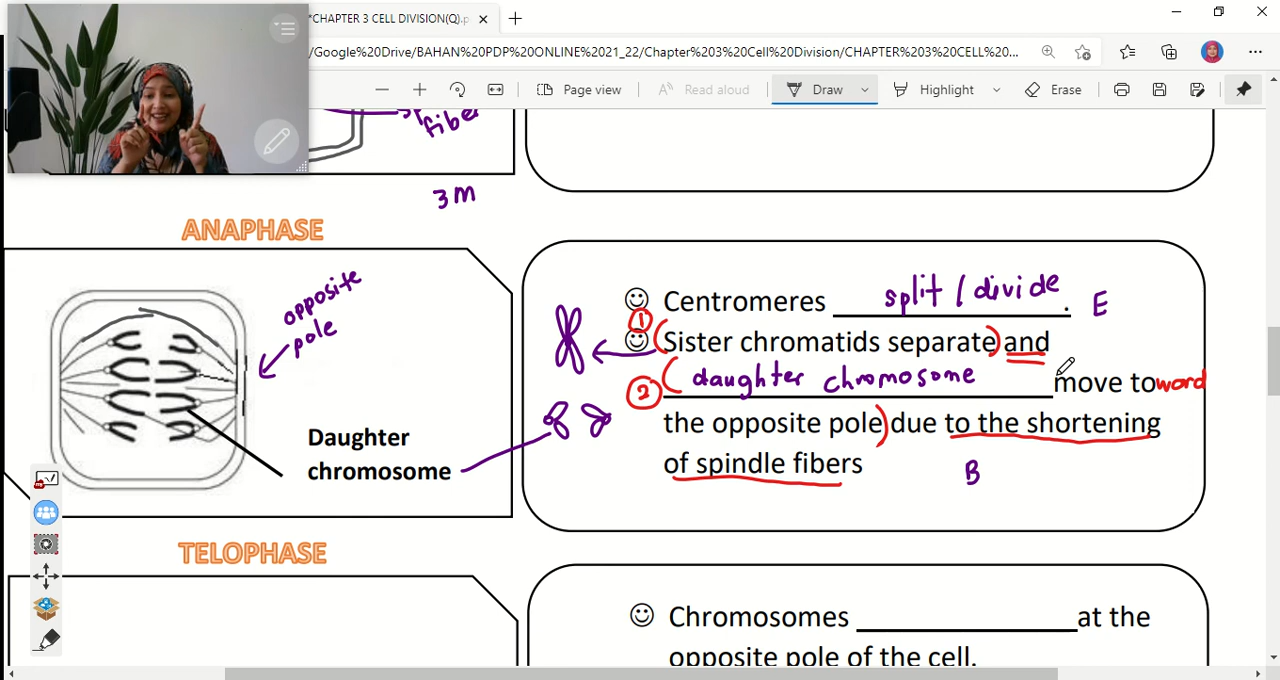 *CHAPTER 3 CELL DIVISION(Q).p
/Google%20Drive/BAHAN%20PDP%20ONLINE%202021_22/Chapter%203%20Cell%20Division/CHAPTER%203%20CELL%20...
Page view
Read aloud
Draw
Highlight
Erase
fiber
3 M
ANAPHASE
opposite
pole
Daughter
chromosome
Centromeres split / divide . E
1
(Sister chromatids separate) and
2 (daughter chromosome move toword
the opposite pole) due to the shortening
of spindle fibers
B
TELOPHASE
Chromosomes ____________ at the
opposite pole of the cell.